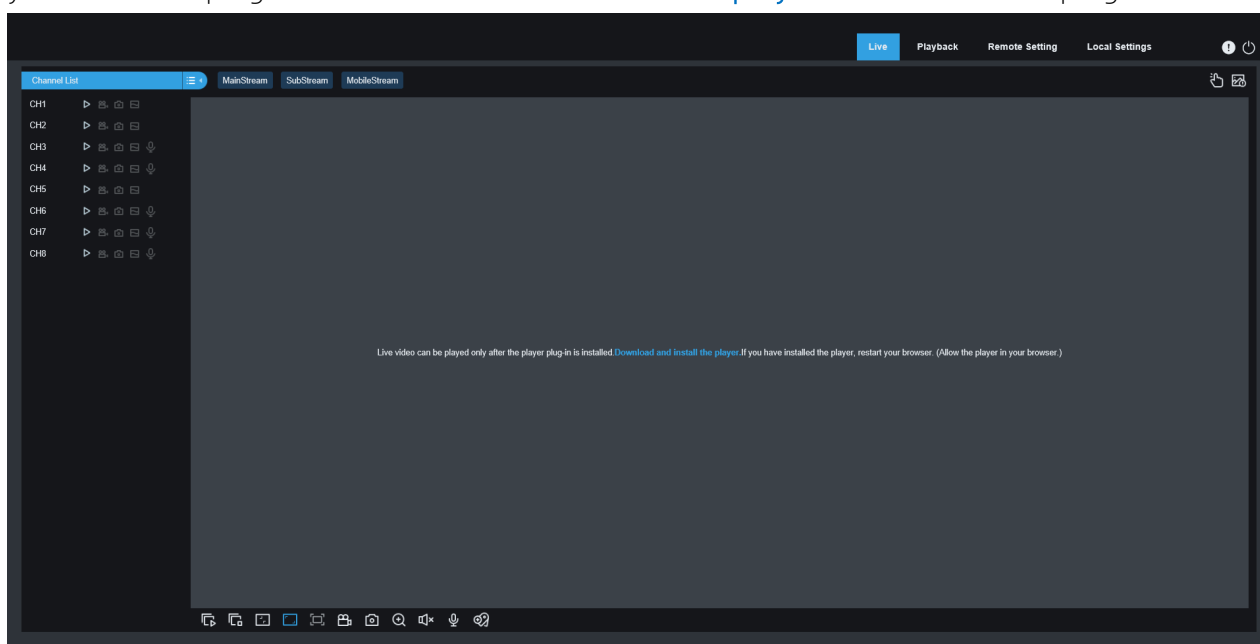 Live Playback Remote Setting Local Settings
Channel List MainStream SubStream MobileStream
CH1
CH2
CH3
CH4
CH5
CH6
CH7
CH8
Live video can be played only after the player plug-in is installed.Download and install the player.If you have installed the player, restart your browser. (Allow the player in your browser.)